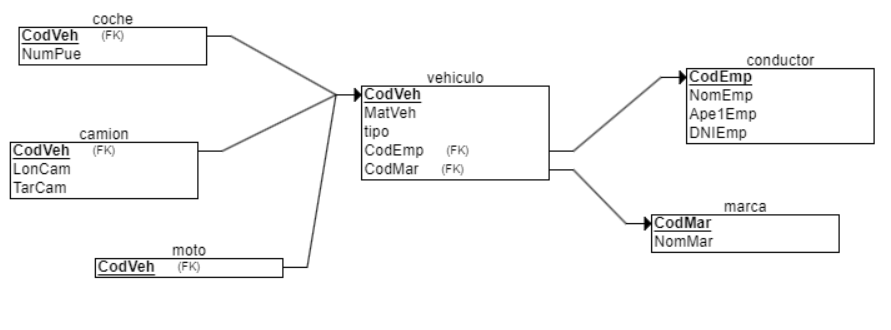 coche
CodVeh (FK)
NumPue
camion
CodVeh (FK)
LonCam
TarCam
moto
CodVeh (FK)
vehiculo
CodVeh
MatVeh
tipo
CodEmp (FK)
CodMar (FK)
conductor
CodEmp
NomEmp
Ape1Emp
DNIEmp
marca
CodMar
NomMar